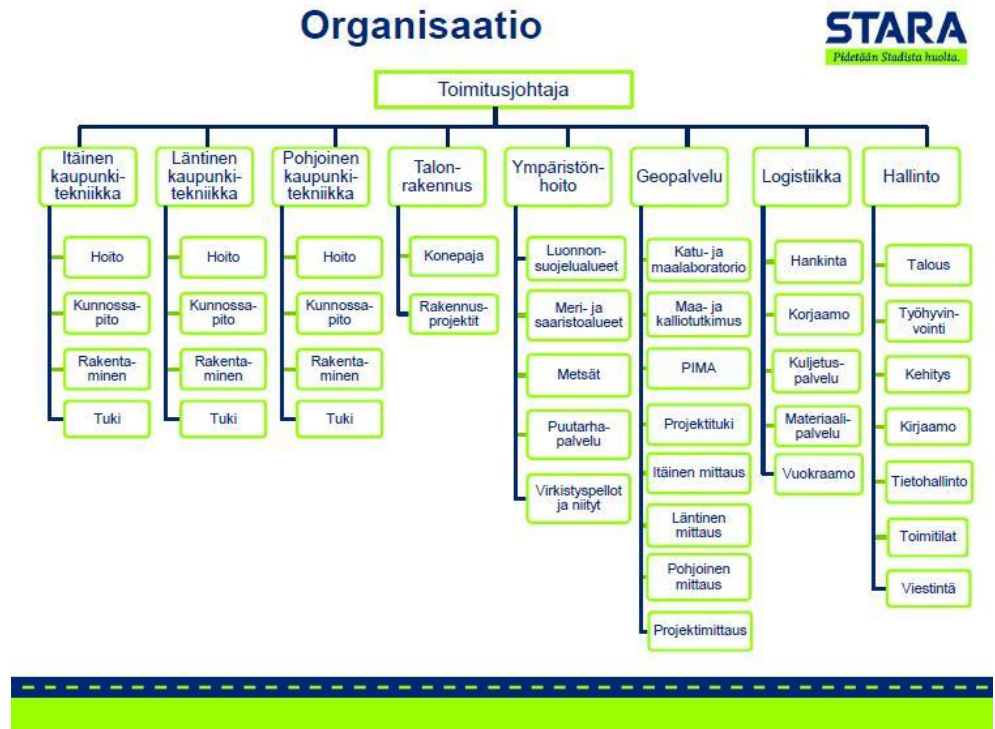 Organisaatio
STARA
Pidetään Stadista huolta.
Toimitusjohtaja
Itäinen
kaupunki-
tekniikka
Hoito
Kunnossa-
pito
Rakenta-
minen
Tuki
Läntinen
kaupunki-
tekniikka
Hoito
Kunnossa-
pito
Rakenta-
minen
Tuki
Pohjoinen
kaupunki-
tekniikka
Hoito
Kunnossa-
pito
Rakenta-
minen
Tuki
Talon-
rakennus
Konepaja
Rakennus-
projektit
Ympäristön-
hoito
Luonnon-
suojelualueet
Meri- ja
saaristoalueet
Metsät
Puutarha-
palvelu
Virkistyspellot
ja niityt
Geopalvelu
Katu- ja
maalaboratorio
Maa- ja
kalliotutkimus
PIMA
Projektituki
Itäinen mittaus
Läntinen
mittaus
Pohjoinen
mittaus
Projektimittaus
Logistiikka
Hankinta
Korjaamo
Kuljetus-
palvelu
Materiaali-
palvelu
Vuokraamo
Hallinto
Talous
Työhyvin-
vointi
Kehitys
Kirjaamo
Tietohallinto
Toimitilat
Viestintä